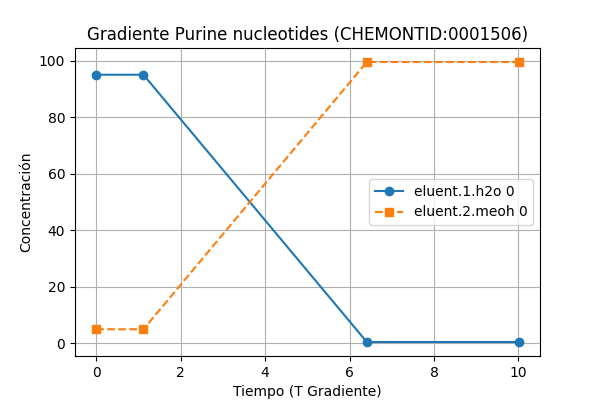 Gradiente Purine nucleotides (CHEMONTID:0001506)
100
80
60
40
20
0
Concentración
eluent.1.h2o 0
eluent.2.meoh 0
0 2 4 6 8 10
Tiempo (T Gradiente)